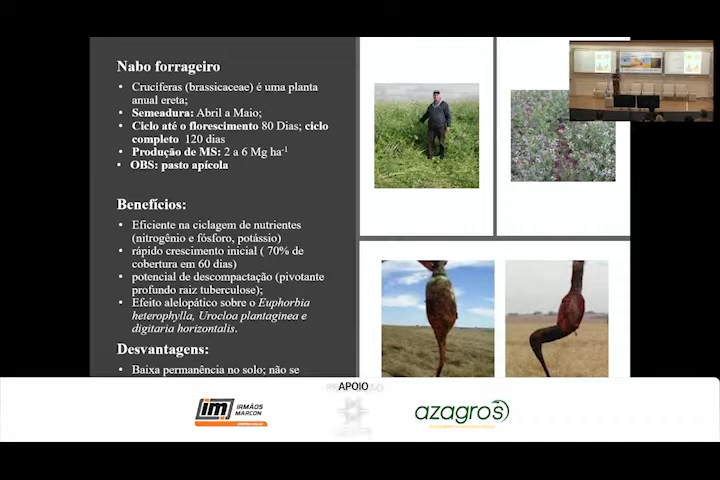 Nabo forrageiro
• Crucíferas (brassicaceae) é uma planta
anual ereta;
• Semeadura: Abril a Maio;
• Ciclo até o florescimento 80 Dias; ciclo
completo 120 dias
• Produção de MS: 2 a 6 Mg ha-1
• OBS: pasto apícola
Benefícios:
• Eficiente na ciclagem de nutrientes
(nitrogênio e fósforo, potássio)
• rápido crescimento inicial ( 70% de
cobertura em 60 dias)
• potencial de descompactação (pivotante
profundo raiz tuberculose);
• Efeito alelopático sobre o Euphorbia
heterophylla, Urocloa plantaginea e
digitaria horizontalis.
Desvantagens:
• Baixa permanência no solo; não se
APOIO
im IRMÃOS
MARCON
azagros